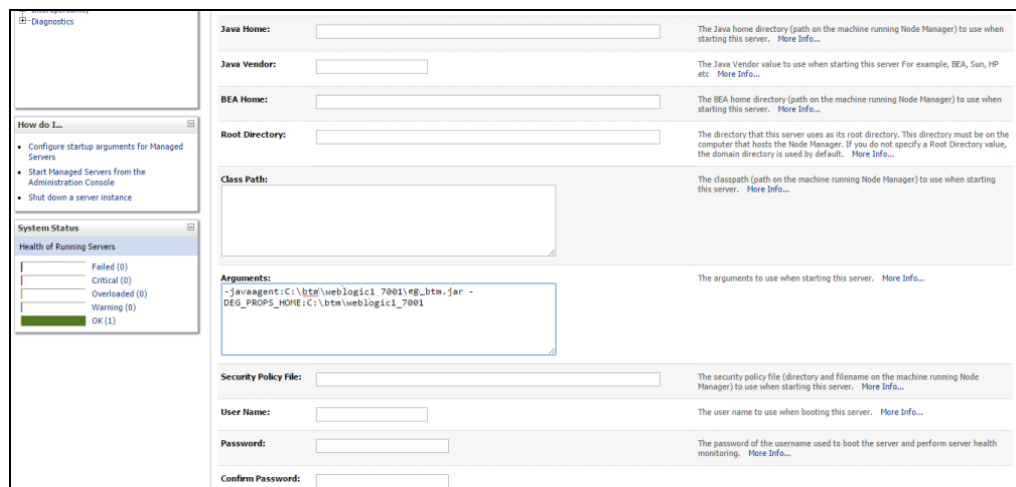 Diagnostics
Java Home:
The Java home directory (path on the machine running Node Manager) to use when
starting this server. More Info...
Java Vendor:
The Java Vendor value to use when starting this server For example, BEA, Sun, HP
etc More Info...
BEA Home:
The BEA home directory (path on the machine running Node Manager) to use when
starting this server. More Info...
Root Directory:
The directory that this server uses as its root directory. This directory must be on the
computer that hosts the Node Manager. If you do not specify a Root Directory value,
the domain directory is used by default. More Info...
How do I...
Configure startup arguments for Managed
Servers
Start Managed Servers from the
Administration Console
Shut down a server instance
Class Path:
The classpath (path on the machine running Node Manager) to use when starting
this server. More Info...
System Status
Health of Running Servers
Failed (0)
Critical (0)
Overloaded (0)
Warning (0)
OK (1)
Arguments:
The arguments to use when starting this server. More Info...
-javaagent:C:\btm\weblogic1_7001\eg_btm.jar -
DEG_PROPS_HOME:C:\btm\weblogic1_7001
Security Policy File:
The security policy file (directory and filename on the machine running Node
Manager) to use when starting this server. More Info...
User Name:
The user name to use when booting this server. More Info...
Password:
The password of the username used to boot the server and perform server health
monitoring. More Info...
Confirm Password: